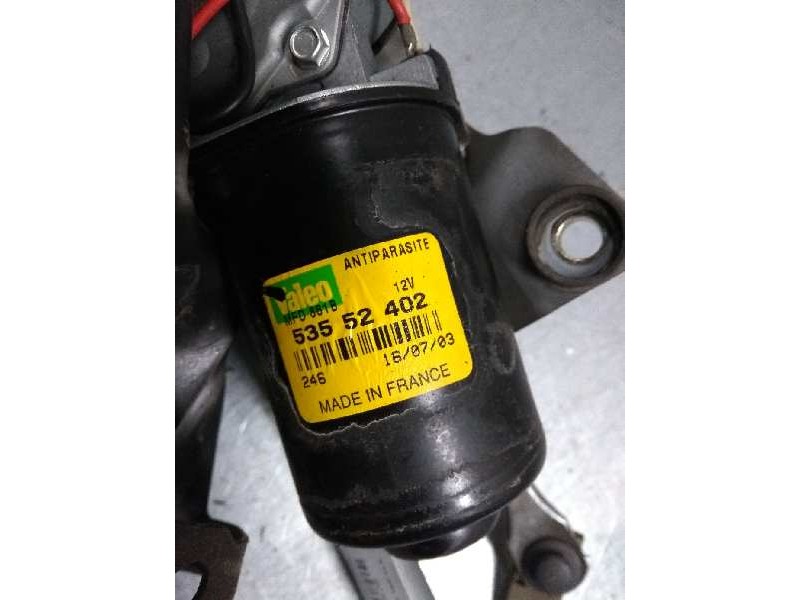 ANTIPARASITE
Valeo
12V
535 52 402
246
16/07/03
MADE IN FRANCE